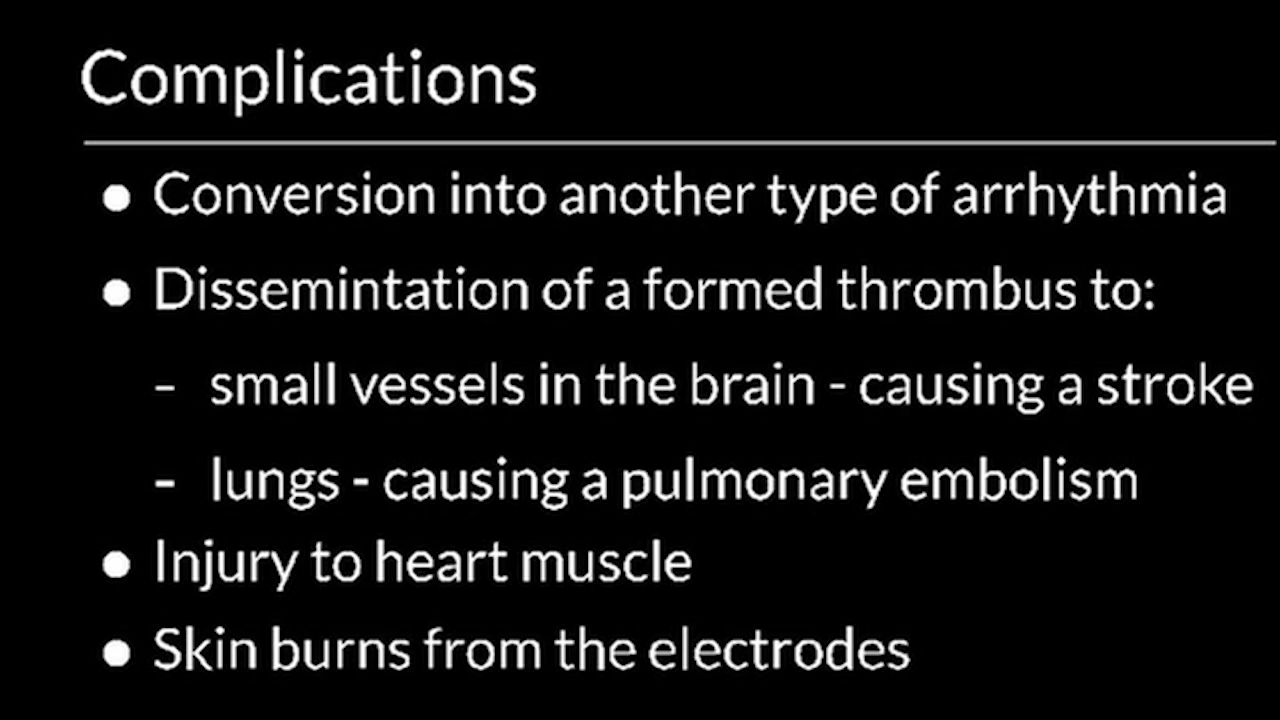 Complications
● Conversion into another type of arrhythmia
● Dissemintation of a formed thrombus to:
- small vessels in the brain - causing a stroke
- lungs - causing a pulmonary embolism
● Injury to heart muscle
● Skin burns from the electrodes